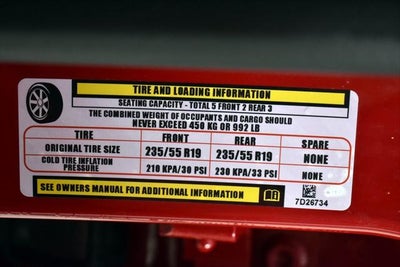 TIRE AND LOADING INFORMATION
SEATING CAPACITY - TOTAL 5 FRONT 2 REAR 3
THE COMBINED WEIGHT OF OCCUPANTS AND CARGO SHOULD
NEVER EXCEED 450 KG OR 992 LB
TIRE FRONT REAR SPARE
ORIGINAL TIRE SIZE 235/55 R19 235/55 R19 NONE
COLD TIRE INFLATION
PRESSURE 210 KPA/30 PSI 230 KPA/33 PSI NONE
SEE OWNERS MANUAL FOR ADDITIONAL INFORMATION
7D26734